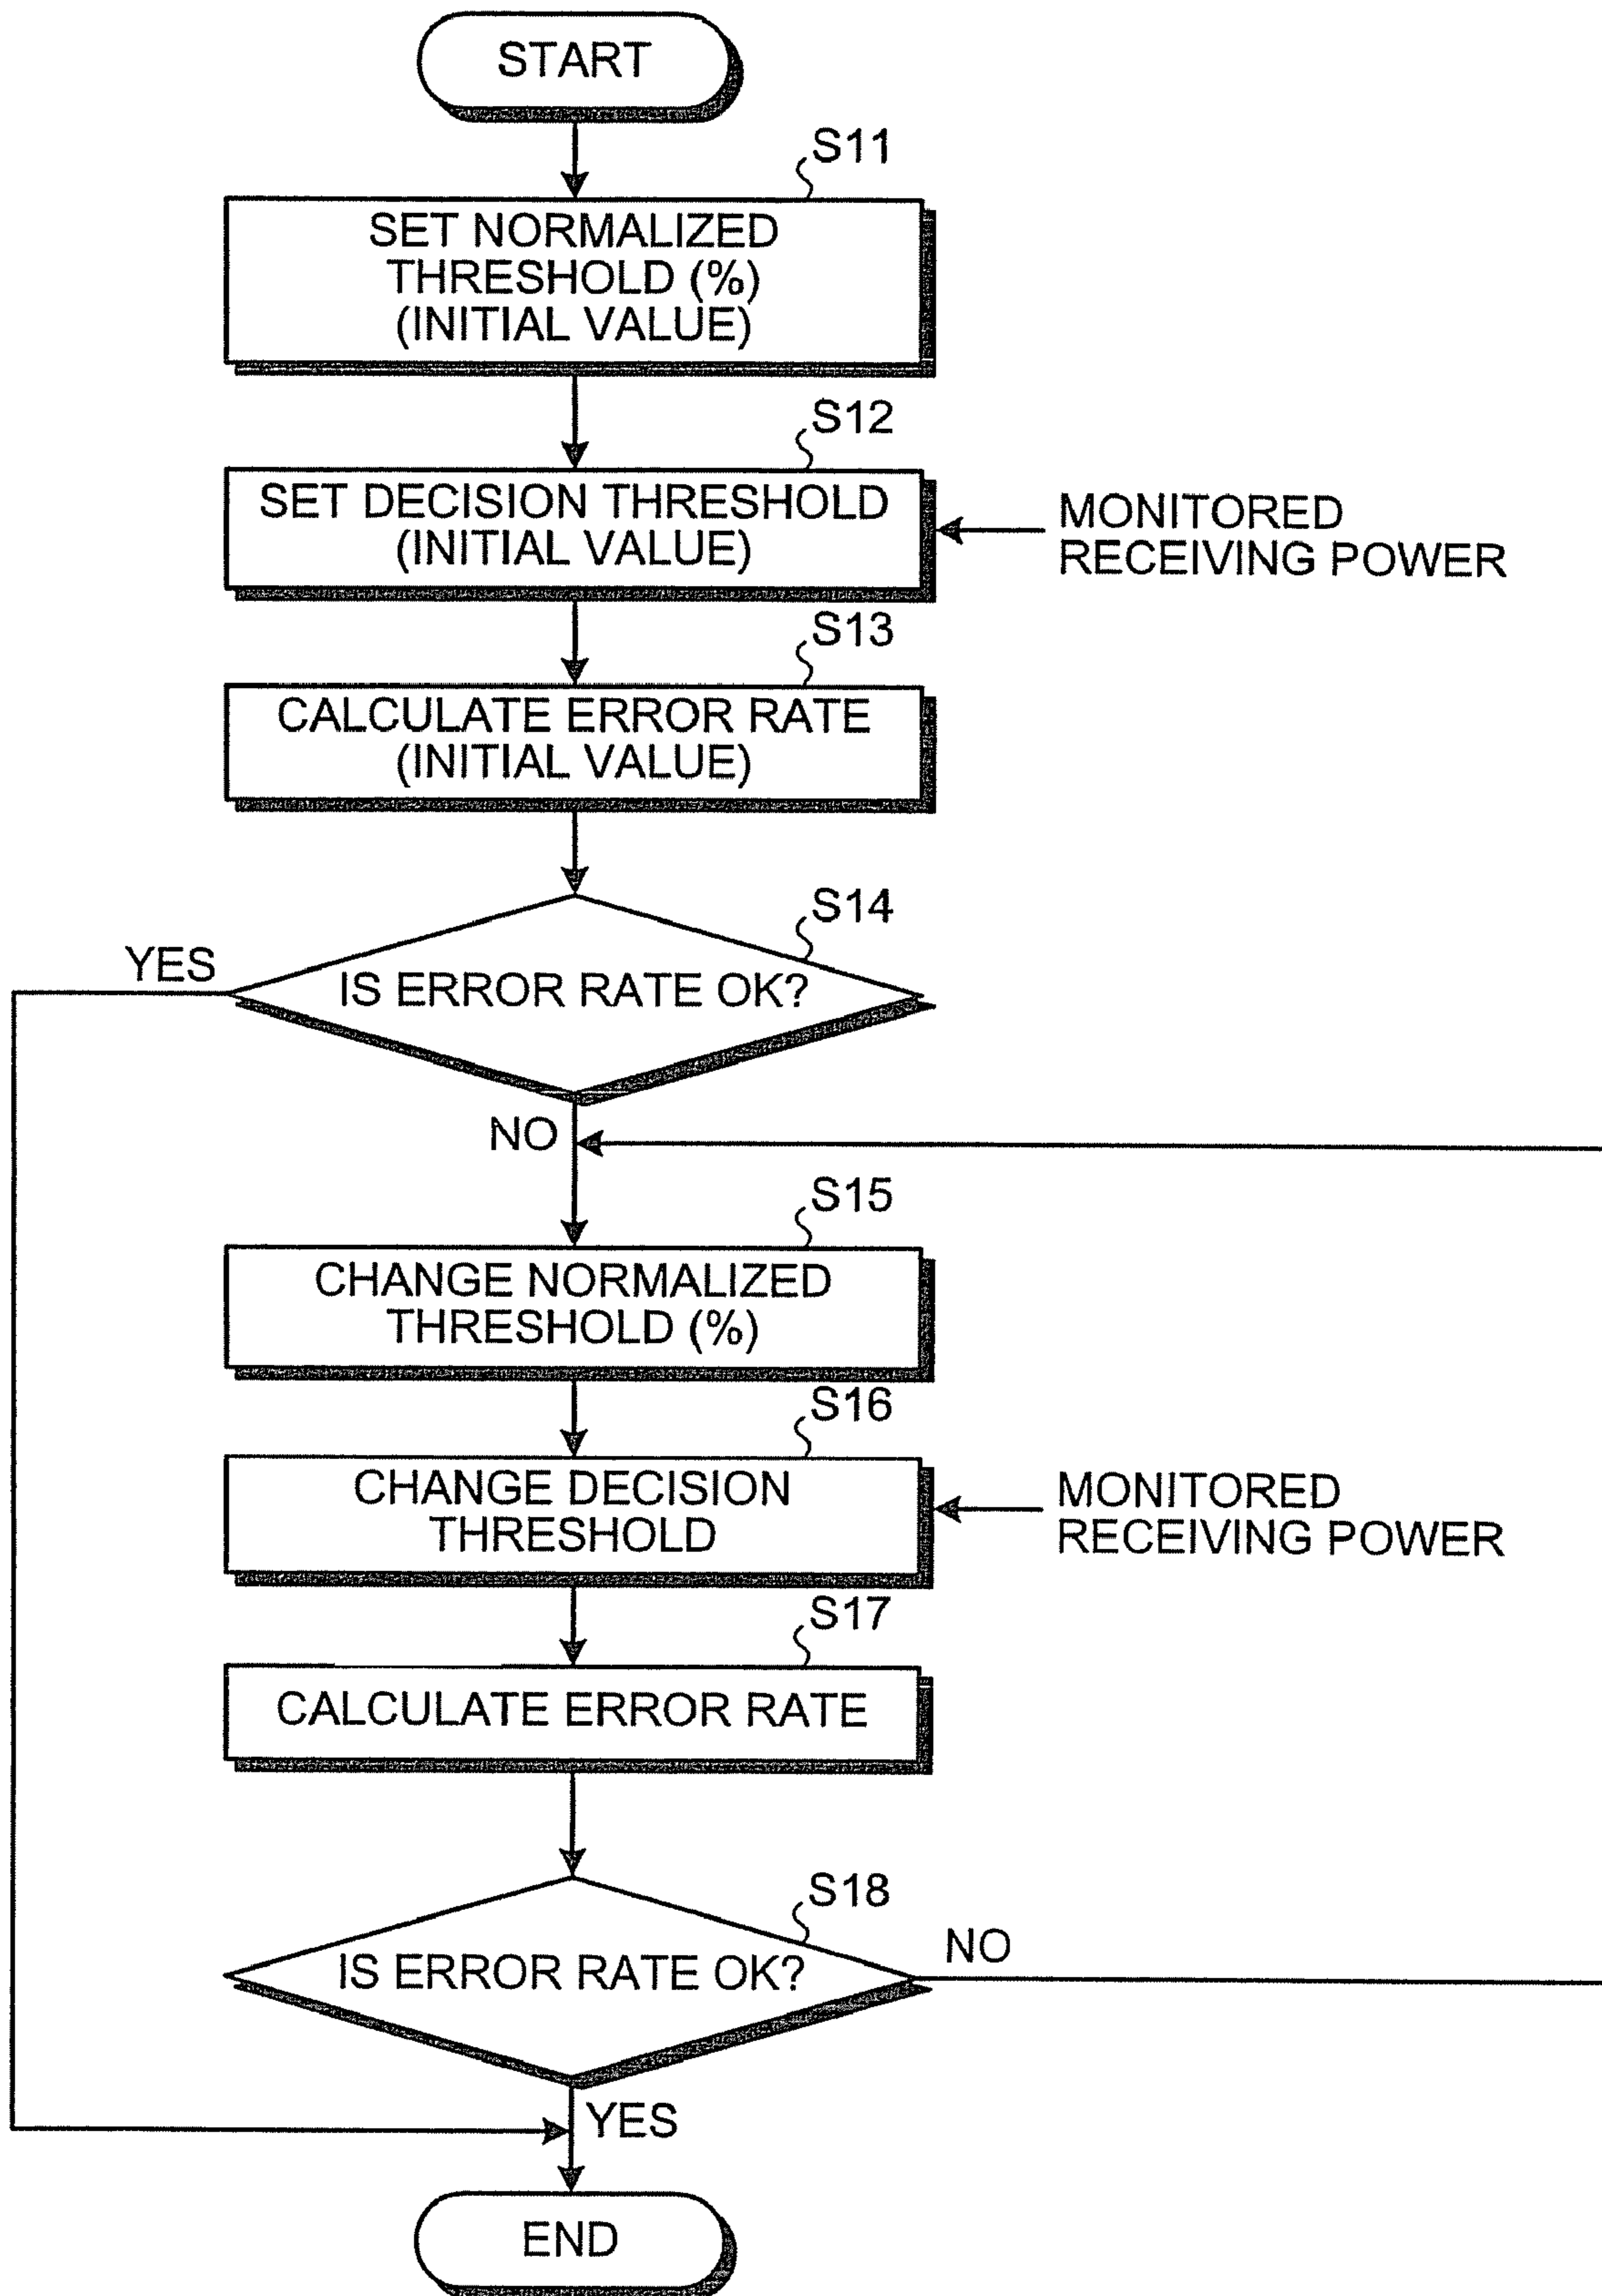 START
S11
SET NORMALIZED
THRESHOLD (%)
(INITIAL VALUE)
S12
SET DECISION THRESHOLD
(INITIAL VALUE)
MONITORED
RECEIVING POWER
S13
CALCULATE ERROR RATE
(INITIAL VALUE)
S14
YES
IS ERROR RATE OK?
NO
S15
CHANGE NORMALIZED
THRESHOLD (%)
S16
CHANGE DECISION
THRESHOLD
MONITORED
RECEIVING POWER
S17
CALCULATE ERROR RATE
S18
IS ERROR RATE OK?
NO
YES
END